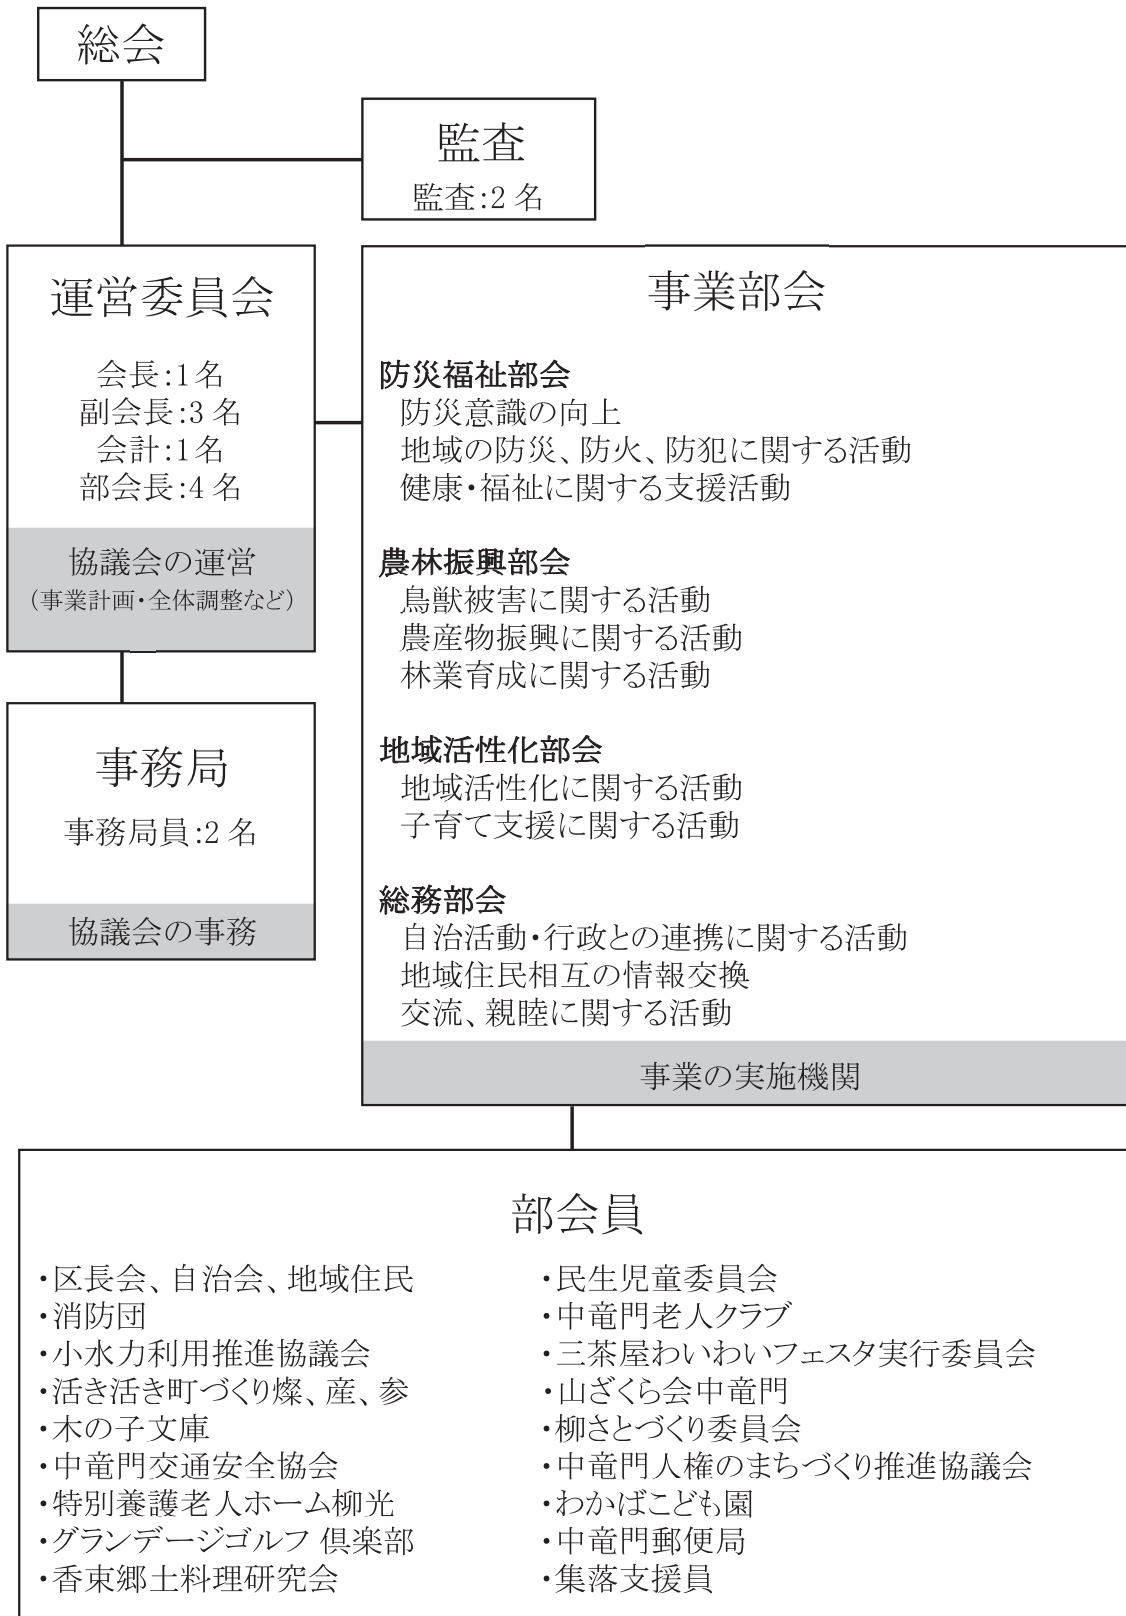 総会
監査
監査:2 名
運営委員会
会長:1名
副会長:3 名
会計:1名
部会長:4 名
協議会の運営
（事業計画・全体調整など）
事務局
事務局員:2 名
協議会の事務
事業部会
防災福祉部会
防災意識の向上
地域の防災、防火、防犯に関する活動
健康・福祉に関する支援活動
農林振興部会
鳥獣被害に関する活動
農産物振興に関する活動
林業育成に関する活動
地域活性化部会
地域活性化に関する活動
子育て支援に関する活動
総務部会
自治活動・行政との連携に関する活動
地域住民相互の情報交換
交流、親睦に関する活動
事業の実施機関
部会員
・区長会、自治会、地域住民
・消防団
・小水力利用推進協議会
・活き活き町づくり燦、産、参
・木の子文庫
・中竜門交通安全協会
・特別養護老人ホーム柳光
・グランデージゴルフ 倶楽部
・香束郷土料理研究会
・民生児童委員会
・中竜門老人クラブ
・三茶屋わいわいフェスタ実行委員会
・山ざくら会中竜門
・柳さとづくり委員会
・中竜門人権のまちづくり推進協議会
・わかばこども園
・中竜門郵便局
・集落支援員